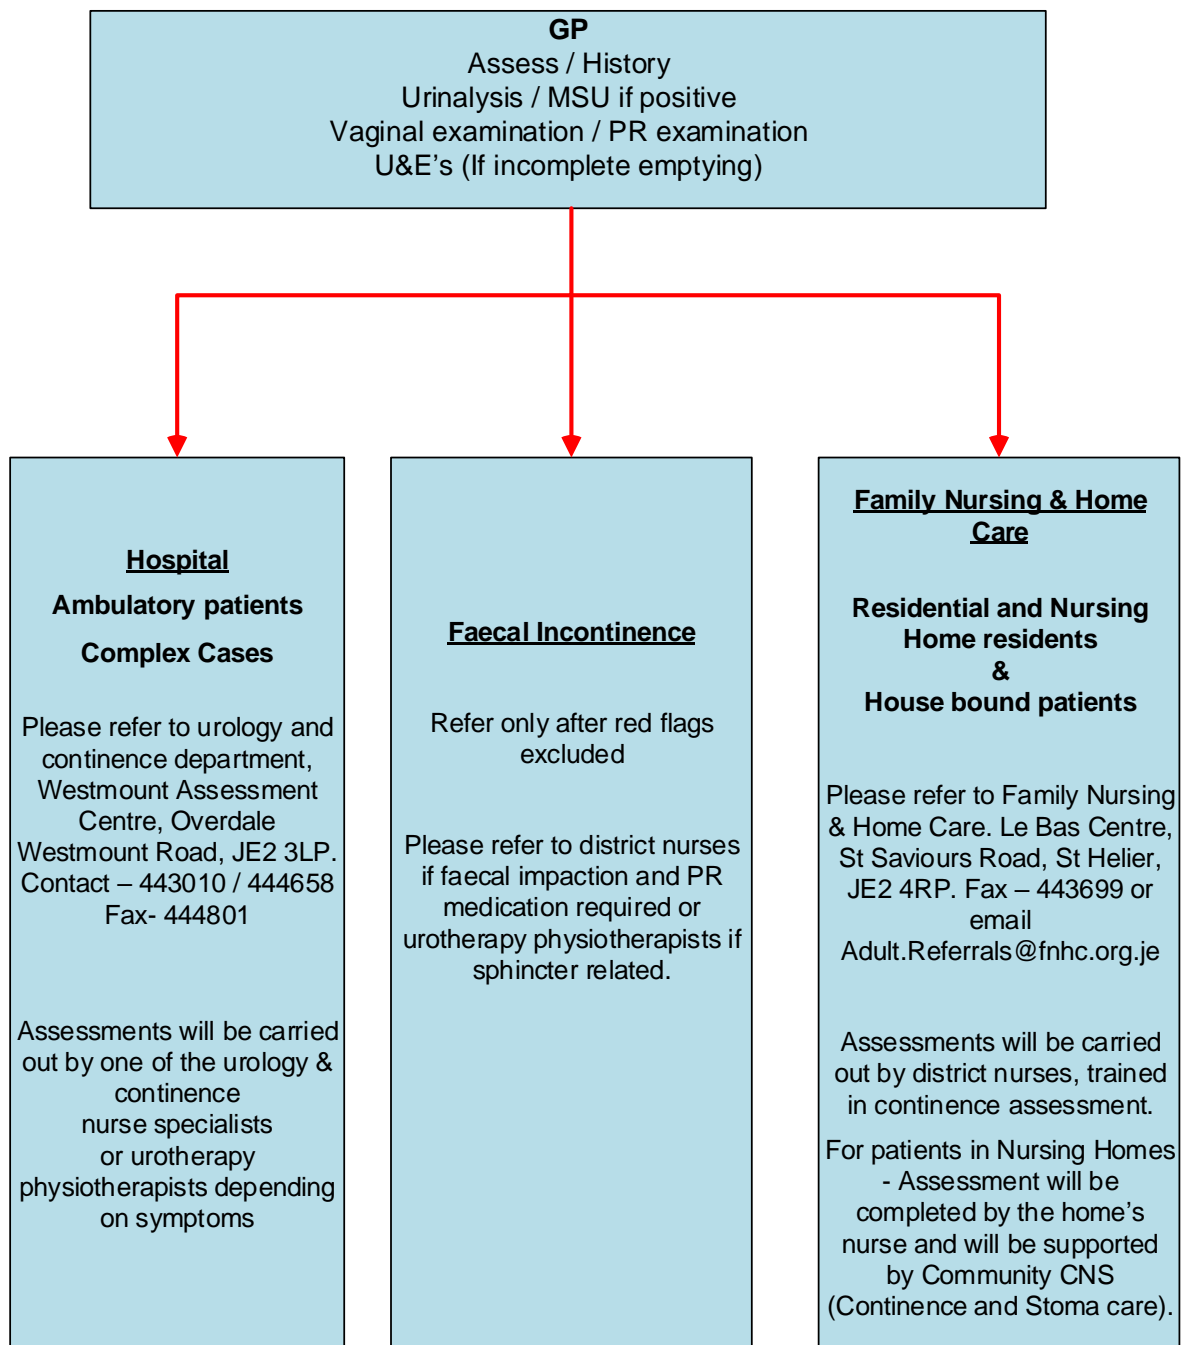 GP
Assess / History
Urinalysis / MSU if positive
Vaginal examination / PR examination
U&E's (If incomplete emptying)
Hospital
Ambulatory patients
Complex Cases
Please refer to urology and
continence department,
Westmount Assessment
Centre, Overdale
Westmount Road, JE2 3LP.
Contact – 443010 / 444658
Fax- 444801
Assessments will be carried
out by one of the urology &
continence
nurse specialists
or urotherapy
physiotherapists depending
on symptoms
Faecal Incontinence
Refer only after red flags
excluded
Please refer to district nurses
if faecal impaction and PR
medication required or
urotherapy physiotherapists if
sphincter related.
Family Nursing & Home
Care
Residential and Nursing
Home residents
&
House bound patients
Please refer to Family Nursing
& Home Care. Le Bas Centre,
St Saviours Road, St Helier,
JE2 4RP. Fax – 443699 or
email
Adult.Referrals@fnhc.org.je
Assessments will be carried
out by district nurses, trained
in continence assessment.
For patients in Nursing Homes
- Assessment will be
completed by the home's
nurse and will be supported
by Community CNS
(Continence and Stoma care).